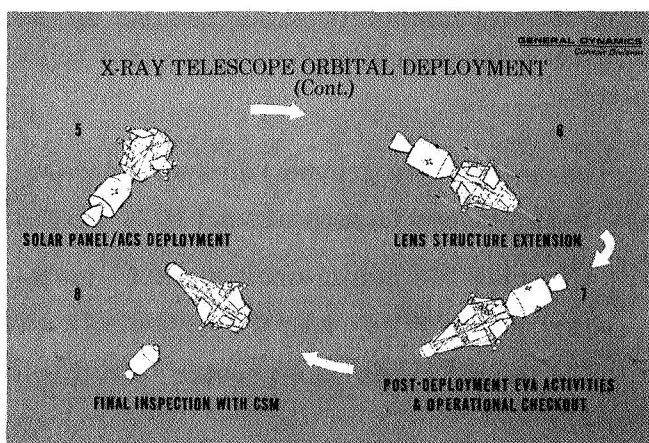 GENERAL DYNAMICS
Convair Division
X-RAY TELESCOPE ORBITAL DEPLOYMENT
(Cont.)
5
6
SOLAR PANEL/ACS DEPLOYMENT
LENS STRUCTURE EXTENSION
8
7
FINAL INSPECTION WITH CSM
POST-DEPLOYMENT EVA ACTIVITIES
& OPERATIONAL CHECKOUT